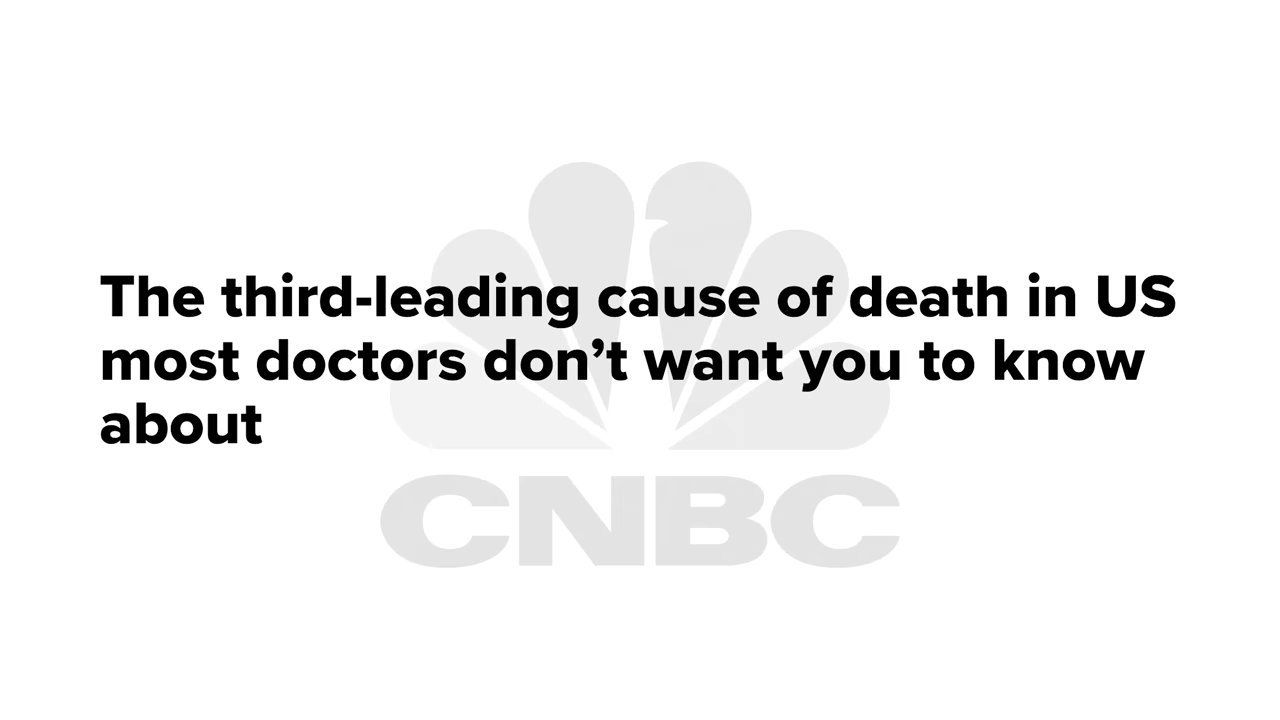 The third-leading cause of death in US
most doctors don’t want you to know
about
CNBC